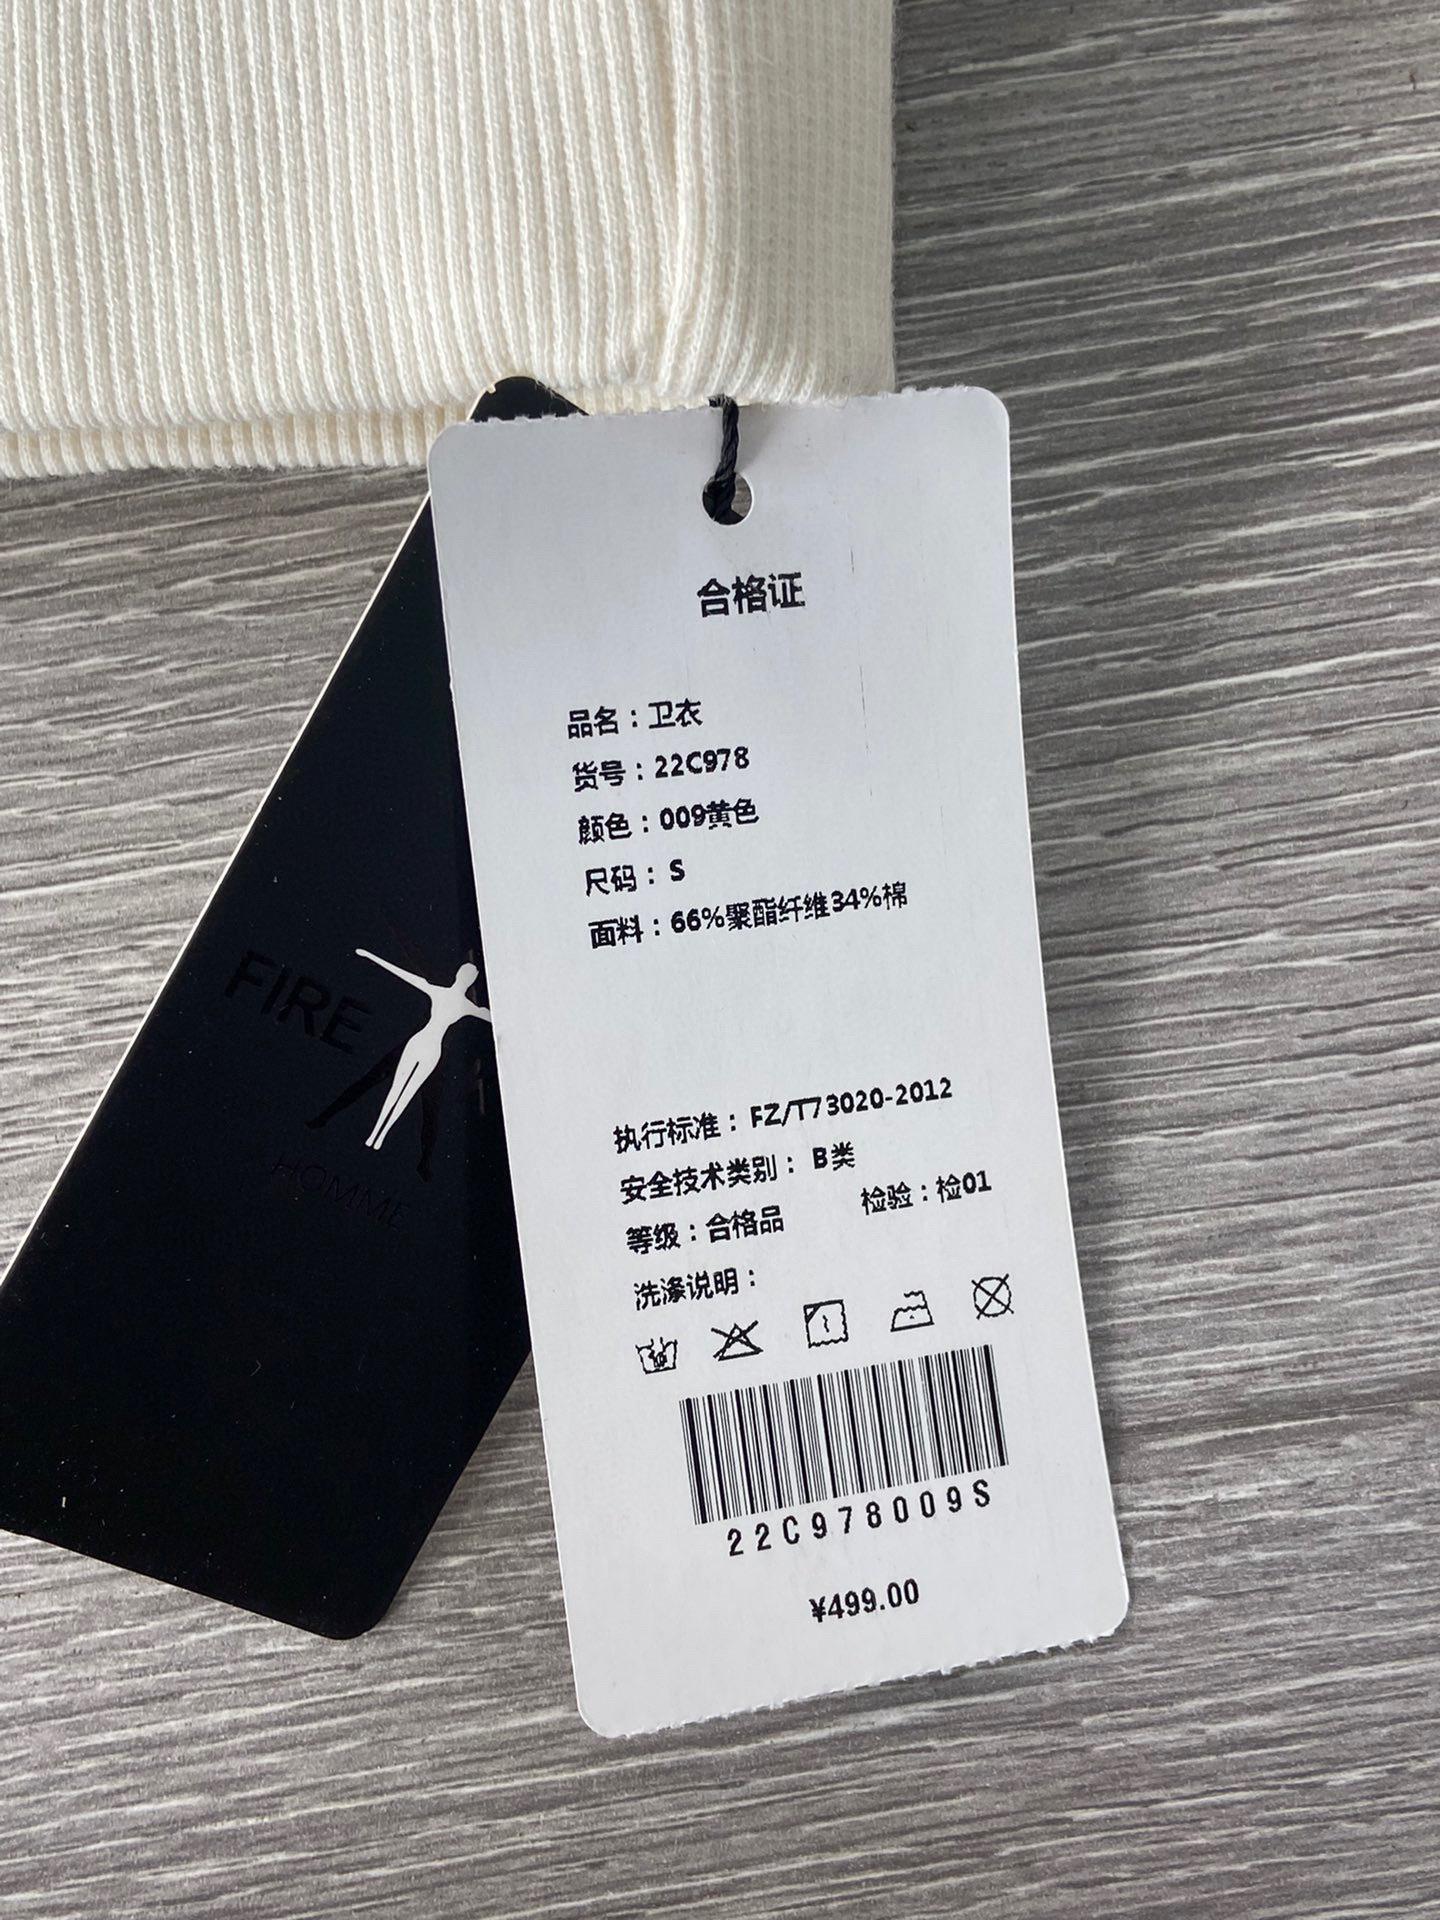 合格证
品名：卫衣
货号：22C978
颜色：009黄色
尺码：S
面料：66%聚酯纤维34%棉
执行标准：FZ/T73020-2012
安全技术类别：B类
等级：合格品 检验：检01
洗涤说明：
22C978009S
¥499.00
FIRE
HOMME